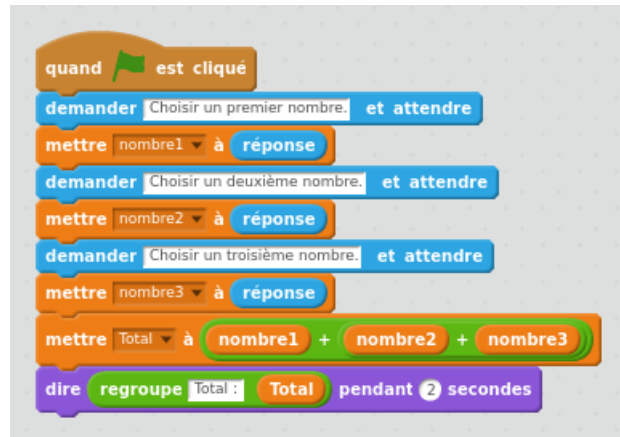 quand est cliqué
demander Choisir un premier nombre. et attendre
mettre nombre1 à réponse
demander Choisir un deuxième nombre. et attendre
mettre nombre2 à réponse
demander Choisir un troisième nombre. et attendre
mettre nombre3 à réponse
mettre Total à nombre1 + nombre2 + nombre3
dire regroupe Total : Total pendant 2 secondes